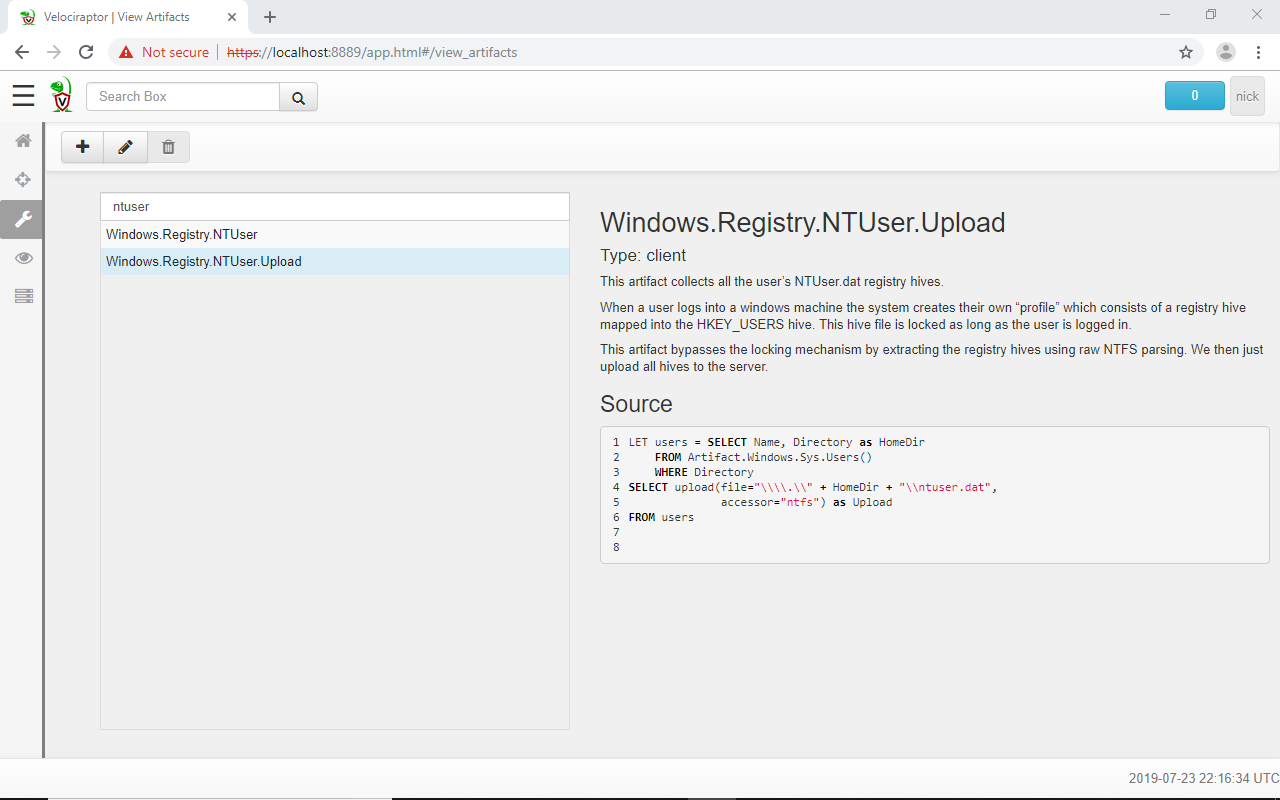 Velociraptor | View Artifacts
Not secure | https://localhost:8889/app.html#/view_artifacts
V
Search Box
0
nick
ntuser
Windows.Registry.NTUser
Windows.Registry.NTUser.Upload
Windows.Registry.NTUser.Upload
Type: client
This artifact collects all the user’s NTUser.dat registry hives.
When a user logs into a windows machine the system creates their own “profile” which consists of a registry hive
mapped into the HKEY_USERS hive. This hive file is locked as long as the user is logged in.
This artifact bypasses the locking mechanism by extracting the registry hives using raw NTFS parsing. We then just
upload all hives to the server.
Source
1 LET users = SELECT Name, Directory as HomeDir
2     FROM Artifact.Windows.Sys.Users()
3     WHERE Directory
4 SELECT upload(file="\\\\.\\" + HomeDir + "\\ntuser.dat",
5               accessor="ntfs") as Upload
6 FROM users
7
8
2019-07-23 22:16:34 UTC